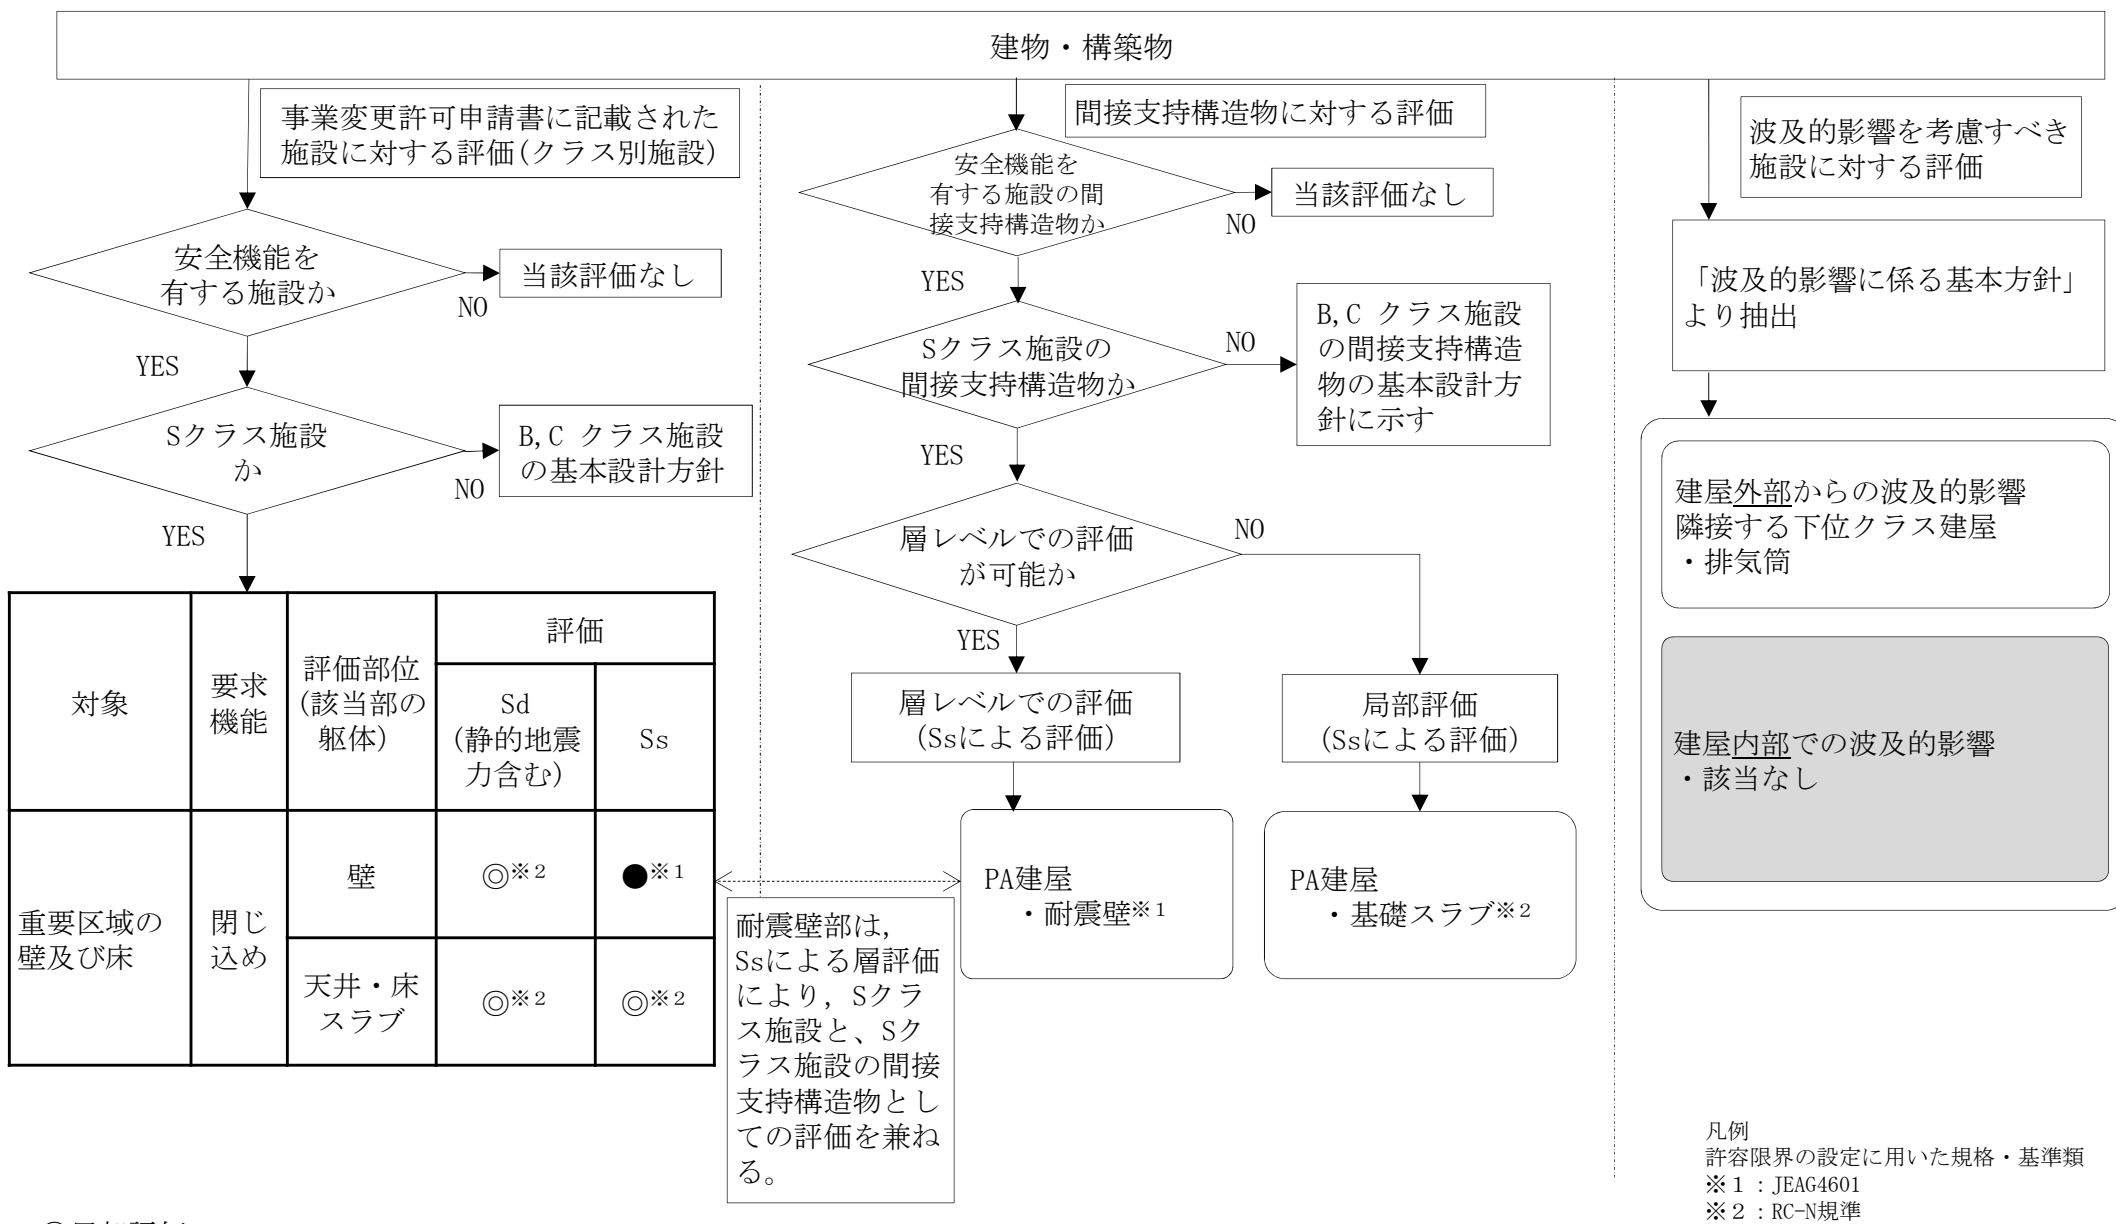 建物・構築物
事業変更許可申請書に記載された
施設に対する評価(クラス別施設)
安全機能を
有する施設か
NO
当該評価なし
YES
Sクラス施設
か
NO
B,C クラス施設
の基本設計方針
YES
対象
要求
機能
評価部位
(該当部の
躯体)
評価
Sd
(静的地震
力含む)
Ss
重要区域の
壁及び床
閉じ
込め
壁
◎※2
●※1
天井・床
スラブ
◎※2
◎※2
間接支持構造物に対する評価
安全機能を
有する施設の間
接支持構造物か
NO
当該評価なし
YES
Sクラス施設の
間接支持構造物か
NO
B,C クラス施設
の間接支持構造
物の基本設計方
針に示す
YES
層レベルでの評価
が可能か
NO
YES
層レベルでの評価
(Ssによる評価)
局部評価
(Ssによる評価)
PA建屋
・耐震壁※1
PA建屋
・基礎スラブ※2
耐震壁部は,
Ssによる層評価
により, Sクラ
ス施設と、Sク
ラス施設の間接
支持構造物とし
ての評価を兼ね
る。
波及的影響を考慮すべき
施設に対する評価
「波及的影響に係る基本方針」
より抽出
建屋外部からの波及的影響
隣接する下位クラス建屋
・排気筒
建屋内部での波及的影響
・該当なし
凡例
許容限界の設定に用いた規格・基準類
※1：JEAG4601
※2：RC-N規準